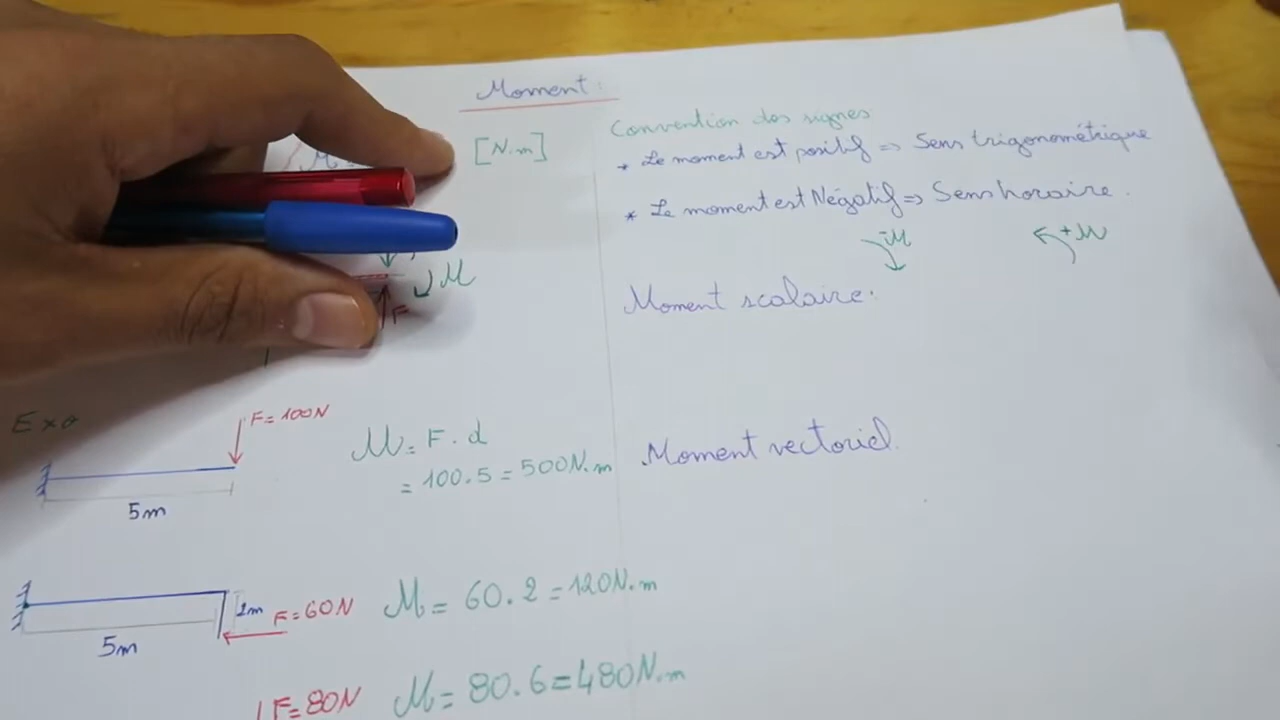 Moment :
[N.m]
M
F
Exo
F = 100N
5m
M = F. d
= 100.5 = 500N.m
2m
F = 60N
5m
M = 60.2 = 120N.m
F = 80N
M = 80.6 = 480N.m
Convention des signes
* Le moment est positif => Sens trigonométrique
* Le moment est Négatif => Sens horaire.
-M
+M
Moment scalaire:
Moment vectoriel.